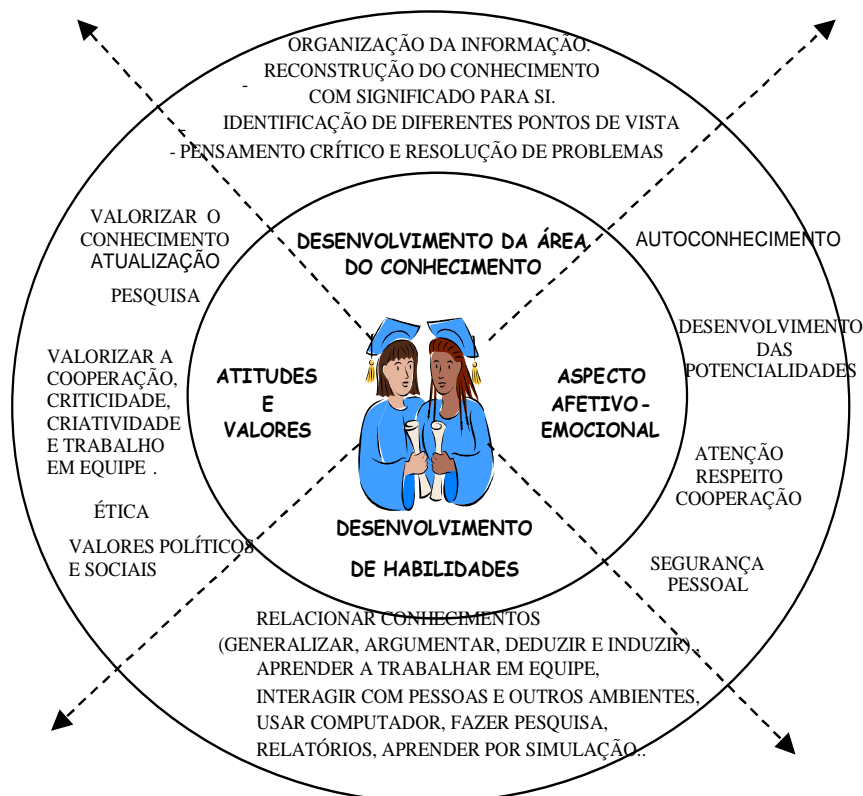 ORGANIZAÇÃO DA INFORMAÇÃO.
RECONSTRUÇÃO DO CONHECIMENTO
-
COM SIGNIFICADO PARA SI.
- IDENTIFICAÇÃO DE DIFERENTES PONTOS DE VISTA
- PENSAMENTO CRÍTICO E RESOLUÇÃO DE PROBLEMAS
VALORIZAR O
CONHECIMENTO
ATUALIZAÇÃO
PESQUISA
VALORIZAR A
COOPERAÇÃO,
CRITICIDADE,
CRIATIVIDADE
E TRABALHO
EM EQUIPE .
ÉTICA
VALORES POLÍTICOS
E SOCIAIS
DESENVOLVIMENTO DA ÁREA
DO CONHECIMENTO
ATITUDES
E
VALORES
ASPECTO
AFETIVO-
EMOCIONAL
DESENVOLVIMENTO
DE HABILIDADES
AUTOCONHECIMENTO
DESENVOLVIMENTO
DAS
POTENCIALIDADES
ATENÇÃO
RESPEITO
COOPERAÇÃO
SEGURANÇA
PESSOAL
RELACIONAR CONHECIMENTOS
(GENERALIZAR, ARGUMENTAR, DEDUZIR E INDUZIR),
APRENDER A TRABALHAR EM EQUIPE,
INTERAGIR COM PESSOAS E OUTROS AMBIENTES,
USAR COMPUTADOR, FAZER PESQUISA,
RELATÓRIOS, APRENDER POR SIMULAÇÃO..